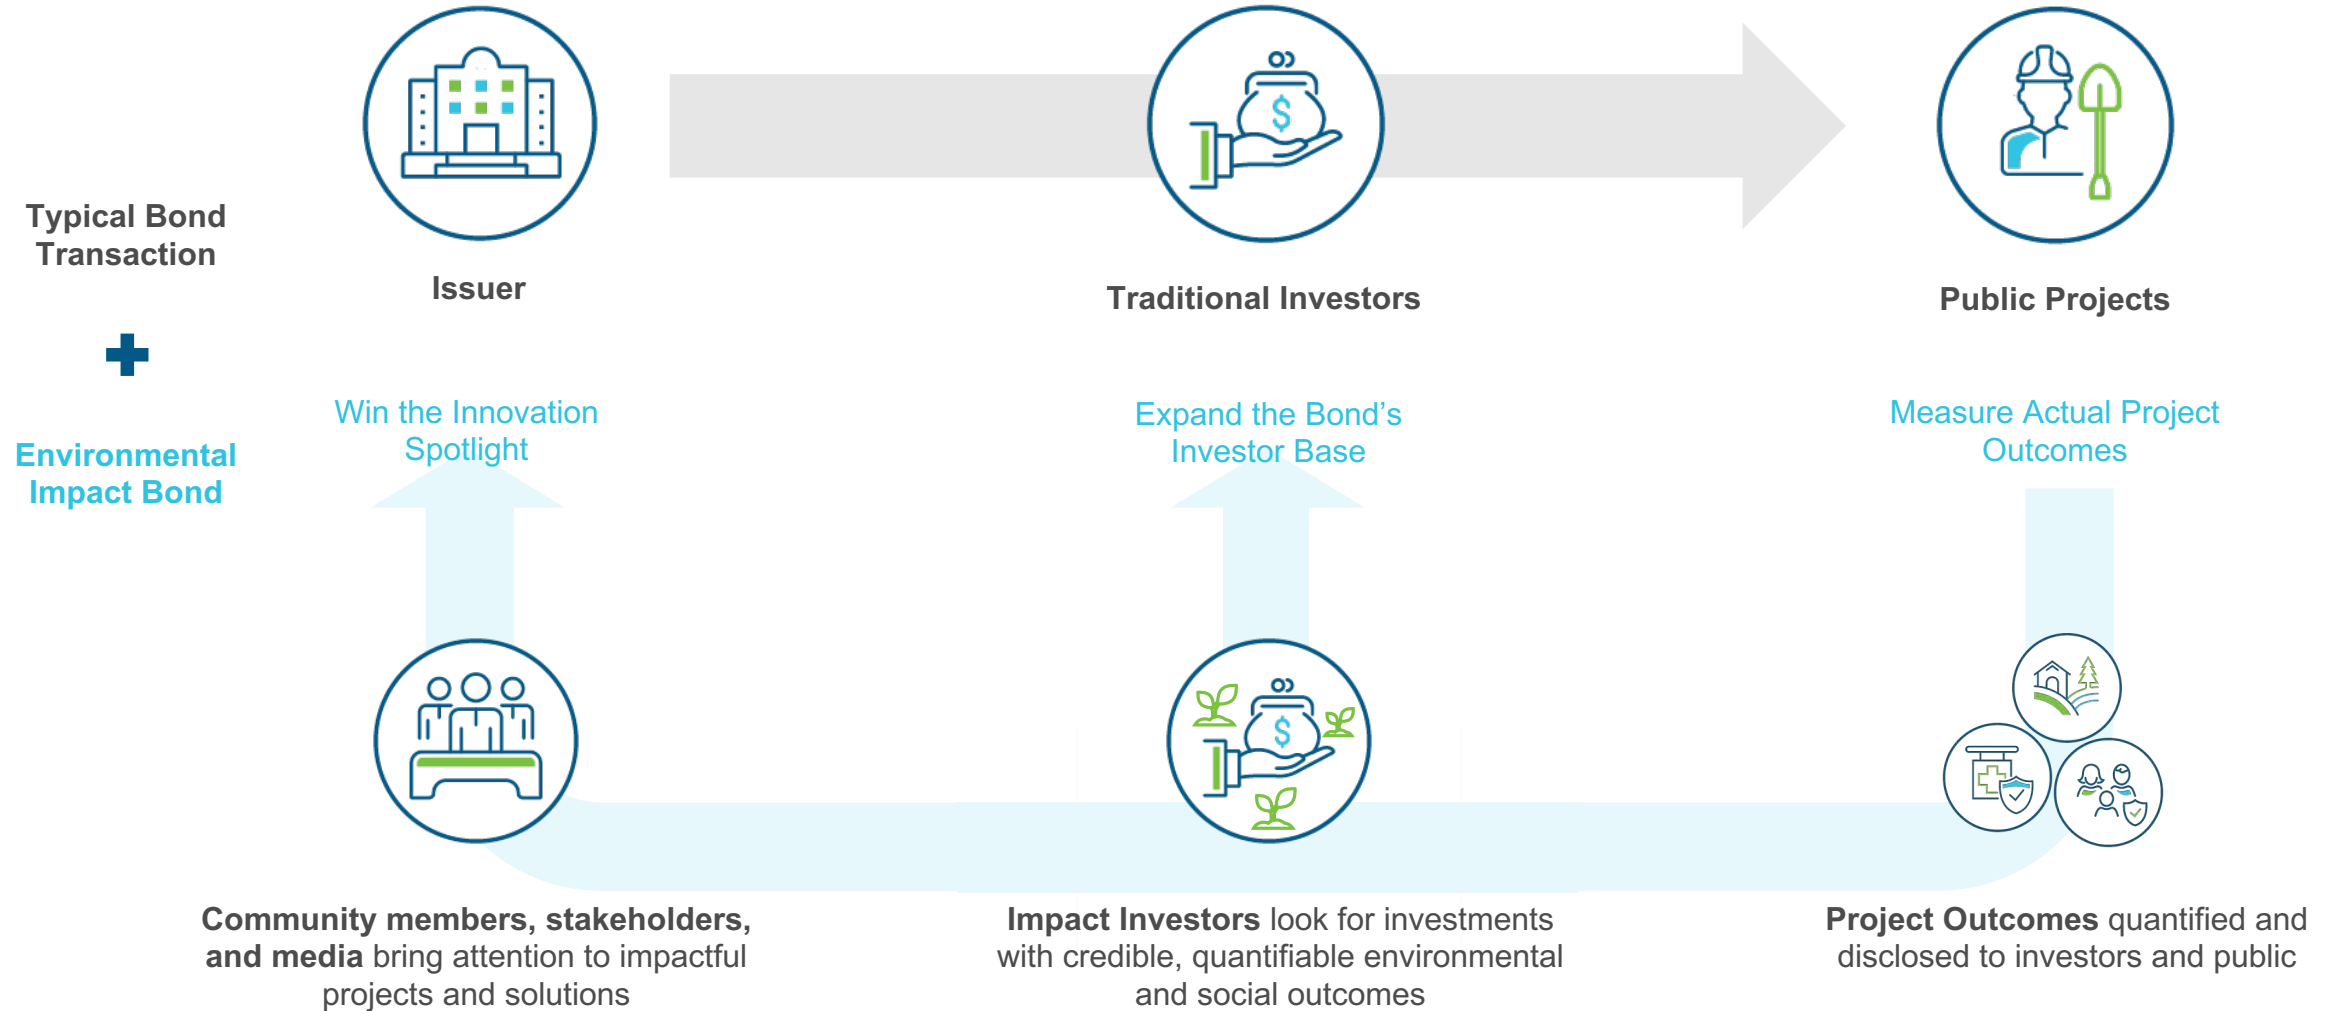 Typical Bond
Transaction
Issuer
Traditional Investors
Public Projects
Environmental
Impact Bond
Win the Innovation
Spotlight
Expand the Bond’s
Investor Base
Measure Actual Project
Outcomes
$
$
Community members, stakeholders,
and media bring attention to impactful
projects and solutions
Impact Investors look for investments
with credible, quantifiable environmental
and social outcomes
Project Outcomes quantified and
disclosed to investors and public